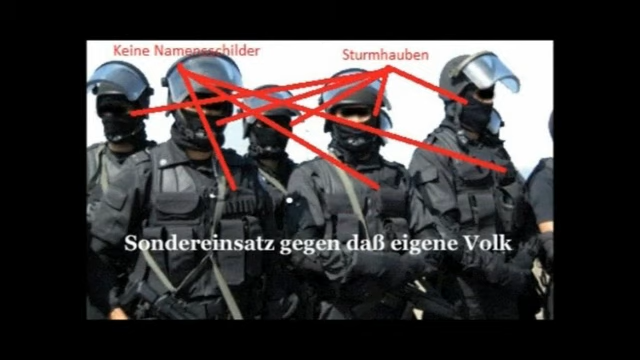 Keine Namensschilder
Sturmhauben
Sondereinsatz gegen daß eigene Volk